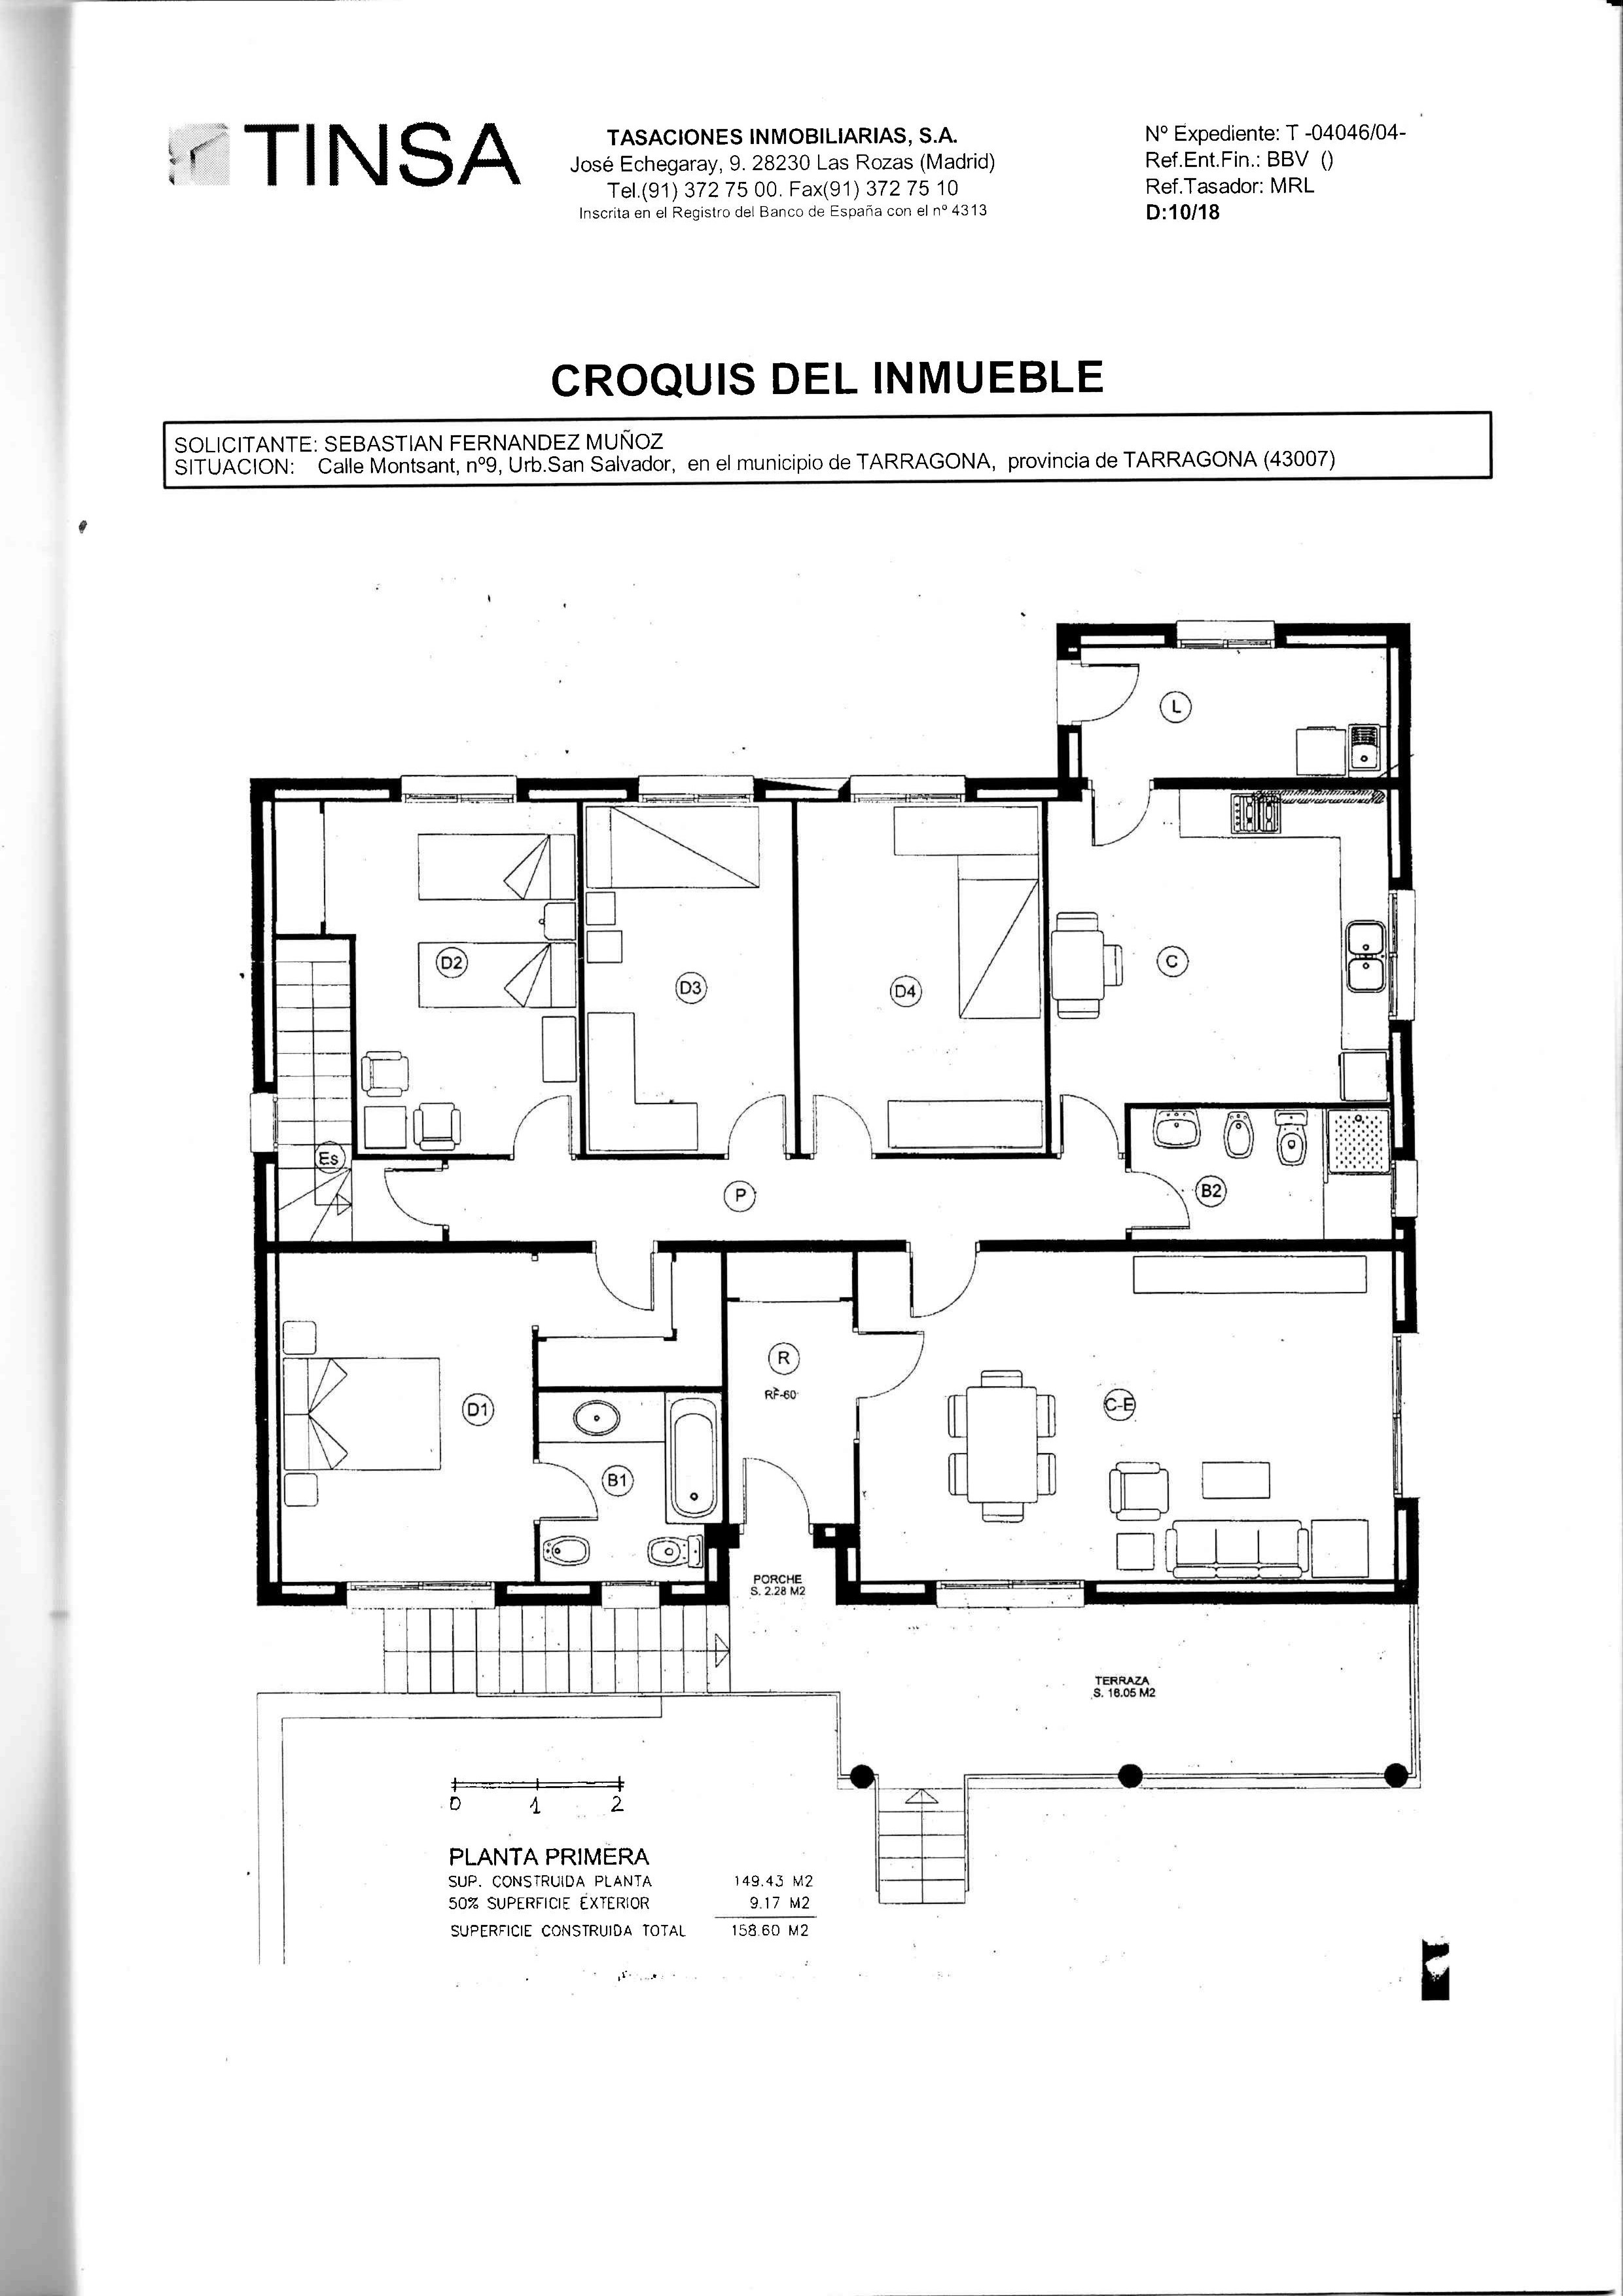 TINSA
TASACIONES INMOBILIARIAS, S.A.
José Echegaray, 9. 28230 Las Rozas (Madrid)
Tel.(91) 372 75 00. Fax(91) 372 75 10
Inscrita en el Registro del Banco de España con el nº 4313
Nº Expediente: T -04046/04-
Ref.Ent.Fin.: BBV ()
Ref.Tasador: MRL
D:10/18
CROQUIS DEL INMUEBLE
SOLICITANTE: SEBASTIAN FERNANDEZ MUÑOZ
SITUACION: Calle Montsant, nº9, Urb.San Salvador, en el municipio de TARRAGONA, provincia de TARRAGONA (43007)
L
D2
D3
D4
C
Es
P
B2
R
RF-60
D1
C-E
B1
PORCHE
S. 2.28 M2
TERRAZA
S. 16.05 M2
0 1 2
PLANTA PRIMERA
SUP. CONSTRUIDA PLANTA 149.43 M2
50% SUPERFICIE EXTERIOR 9.17 M2
SUPERFICIE CONSTRUIDA TOTAL 158.60 M2